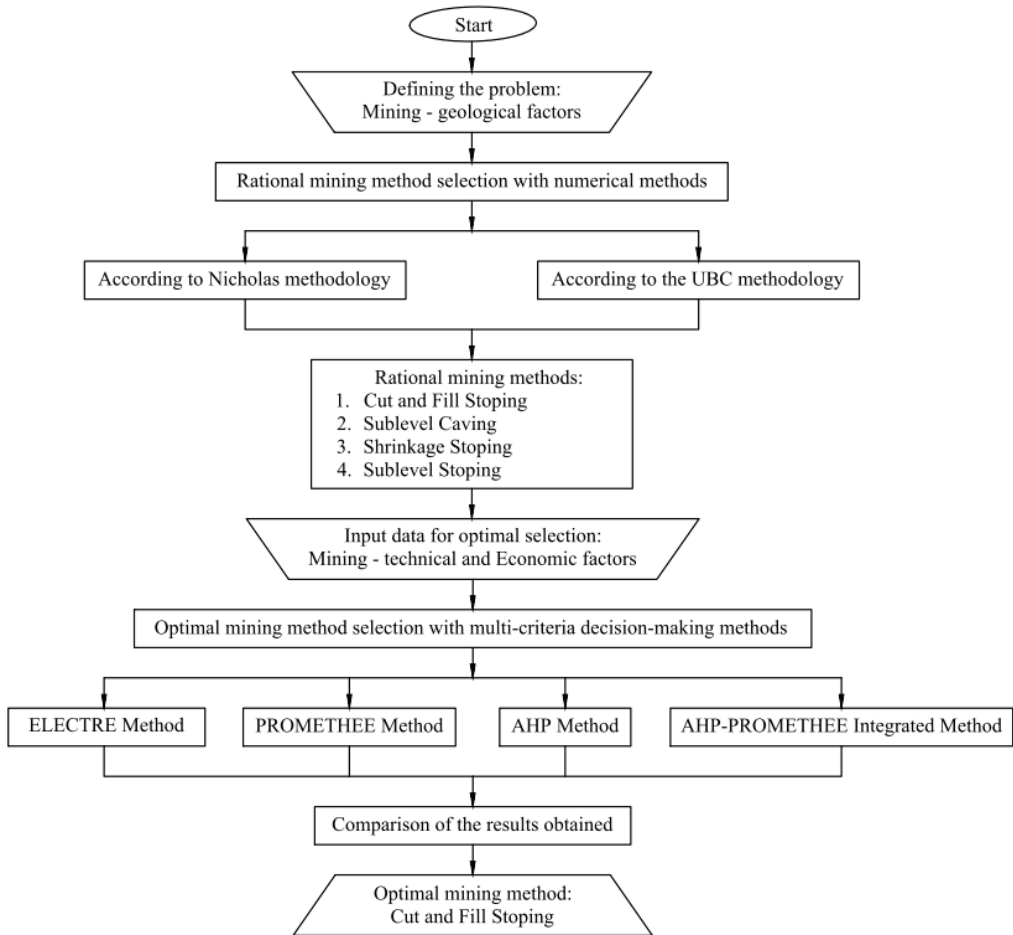 Start
Defining the problem:
Mining - geological factors
Rational mining method selection with numerical methods
According to Nicholas methodology
According to the UBC methodology
Rational mining methods:
1. Cut and Fill Stoping
2. Sublevel Caving
3. Shrinkage Stoping
4. Sublevel Stoping
Input data for optimal selection:
Mining - technical and Economic factors
Optimal mining method selection with multi-criteria decision-making methods
ELECTRE Method
PROMETHEE Method
AHP Method
AHP-PROMETHEE Integrated Method
Comparison of the results obtained
Optimal mining method:
Cut and Fill Stoping